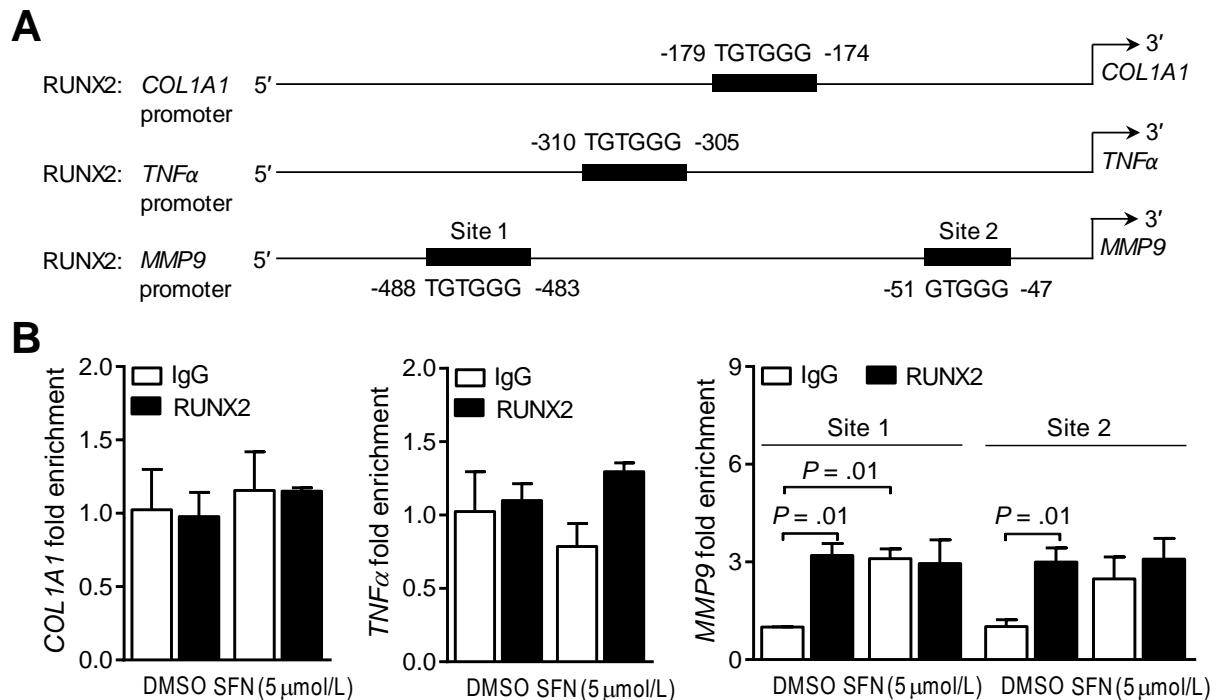 A
-179 TGTGGG -174
3′
RUNX2: COL1A1 promoter 5′
COL1A1
-310 TGTGGG -305
3′
RUNX2: TNFα promoter 5′
TNFα
Site 1
Site 2
3′
RUNX2: MMP9 promoter 5′
MMP9
-488 TGTGGG -483
-51 GTGGG -47
B
COL1A1 fold enrichment
2.0
1.5
1.0
0.5
0.0
IgG
RUNX2
DMSO SFN (5 μmol/L)
TNFα fold enrichment
2.0
1.5
1.0
0.5
0.0
IgG
RUNX2
DMSO SFN (5 μmol/L)
MMP9 fold enrichment
9
6
3
0
IgG RUNX2
Site 1 Site 2
P = .01
P = .01
P = .01
DMSO SFN (5 μmol/L) DMSO SFN (5 μmol/L)